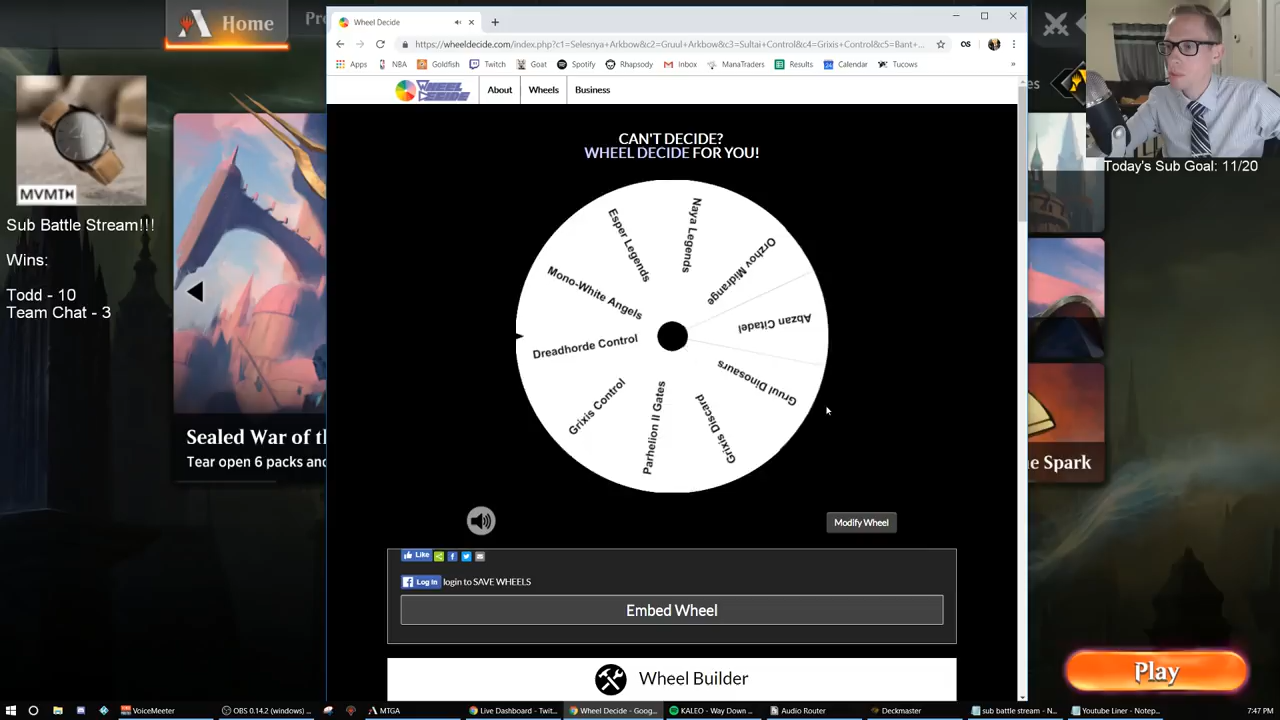 Home
Pr
Wheel Decide
https://wheeldecide.com/index.php?c1=Selesnya+Arkbow&c2=Gruul+Arkbow&c3=Sultai+Control&c4=Grixis+Control&c5=Bant+...
Apps
NBA
Goldfish
Twitch
Goat
Spotify
Rhapsody
Inbox
ManaTraders
Results
Calendar
Tucows
WHEEL DECIDE
About
Wheels
Business
CAN'T DECIDE?
WHEEL DECIDE FOR YOU!
Naya Legends
Orzhov Midrange
Abzan Citadel
Gruul Dinosaurs
Grixis Discard
Parhelion II Gates
Grixis Control
Dreadhorde Control
Mono-White Angels
Esper Legends
Modify Wheel
Like
Log In
login to SAVE WHEELS
Embed Wheel
Wheel Builder
MVMTH
Sub Battle Stream!!!
Wins:
Todd - 10
Team Chat - 3
Sealed War of t
Tear open 6 packs and
Today's Sub Goal: 11/20
es
e Spark
Play
VoiceMeeter
OBS 0.14.2 (windows) ...
MTGA
Live Dashboard - Twit...
Wheel Decide - Goog...
KALEO - Way Down ...
Audio Router
Deckmaster
sub battle stream - N...
Youtube Liner - Notep...
7:47 PM